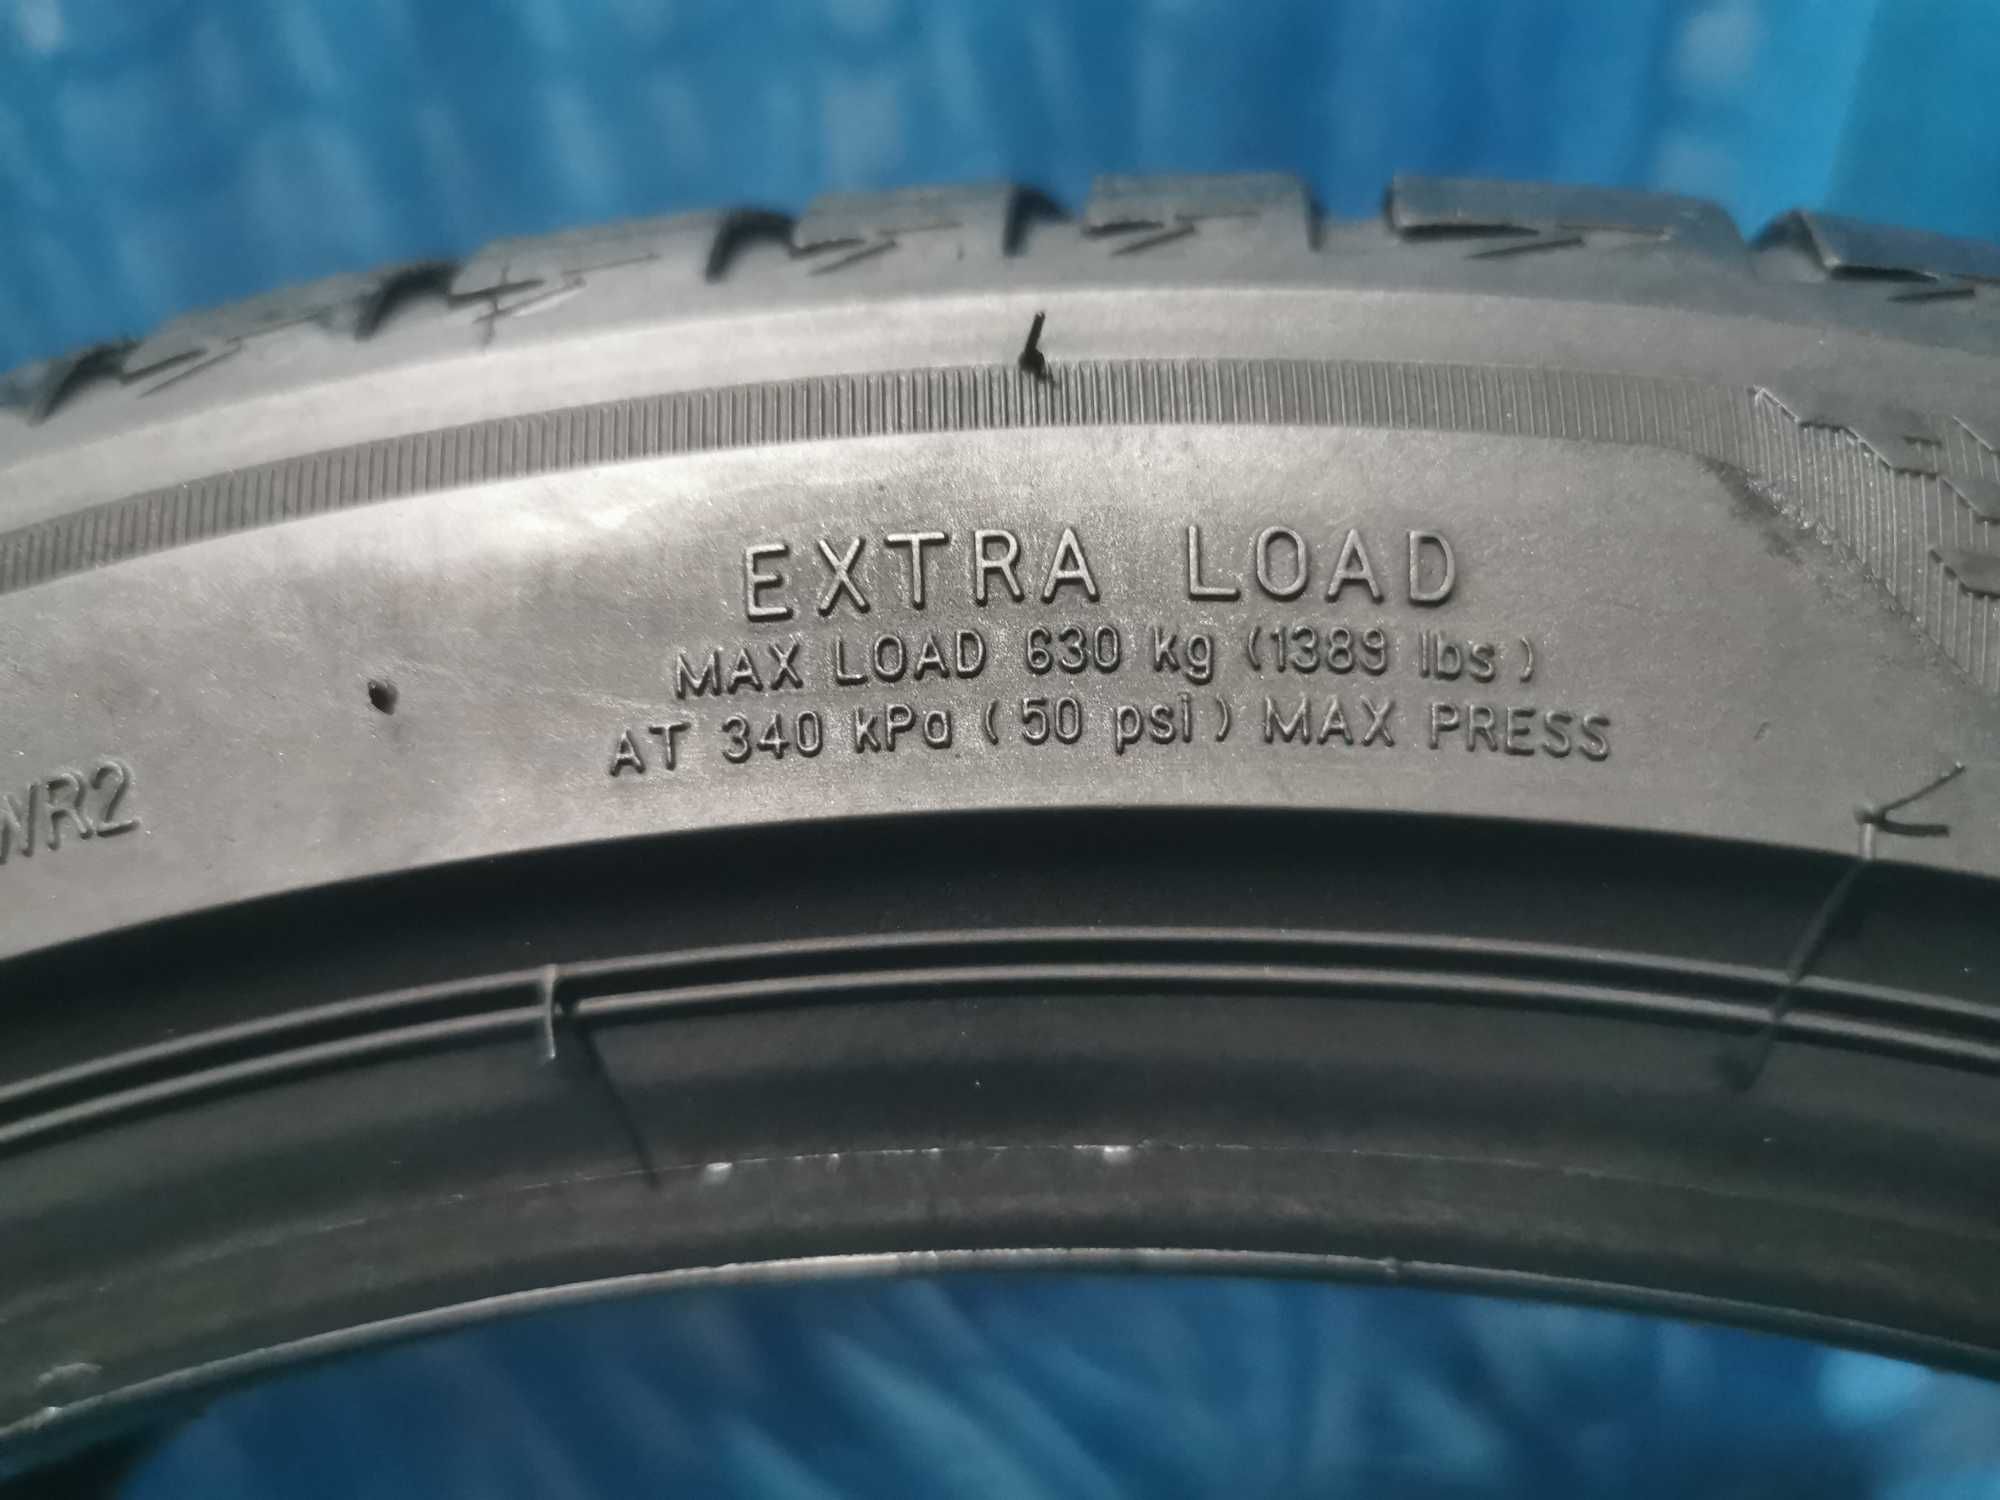 EXTRA LOAD
MAX LOAD 630 kg (1389 lbs)
AT 340 kPa (50 psi) MAX PRESS
WR2